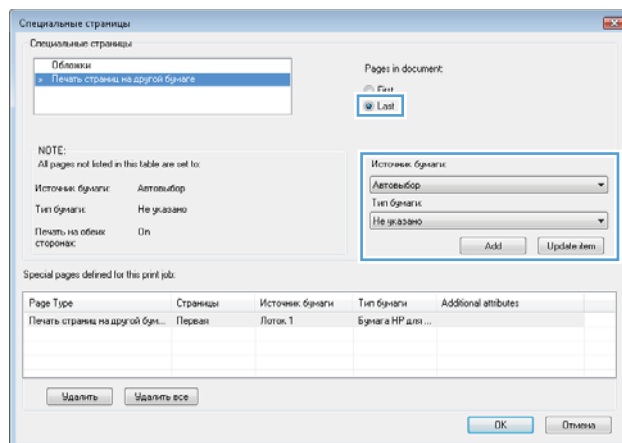 Специальные страницы
Специальные страницы
Обложки
Печать страниц на другой бумаге
Pages in document:
First
Last
NOTE:
All pages not listed in this table are set to:
Источник бумаги: Автовыбор
Тип бумаги: Не указано
Печать на обеих сторонах: On
Источник бумаги:
Автовыбор
Тип бумаги:
Не указано
Add Update item
Special pages defined for this print job:
Page Type Страницы Источник бумаги Тип бумаги Additional attributes
Печать страниц на другой бум... Первая Лоток 1 Бумага HP для ...
Удалить Удалить все
OK Отмена